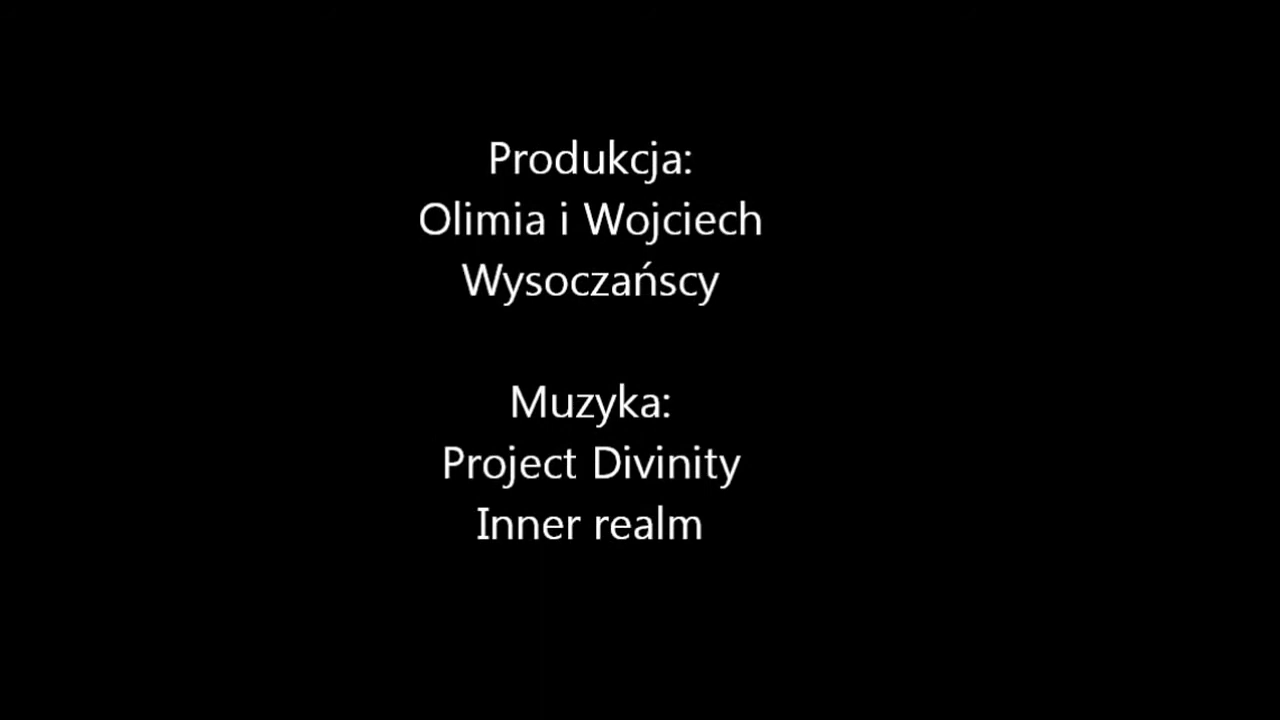 Produkcja:
Olimia i Wojciech
Wysoczańscy
Muzyka:
Project Divinity
Inner realm